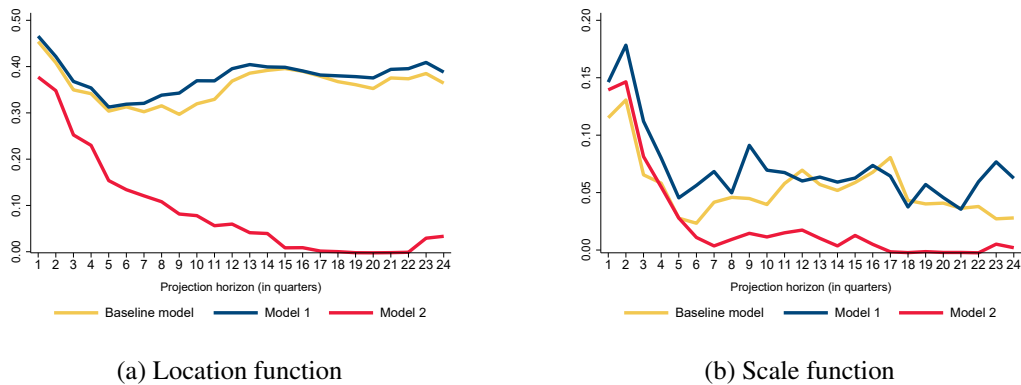 0.50
0.40
0.30
0.20
0.10
0.00
1 2 3 4 5 6 7 8 9 10 11 12 13 14 15 16 17 18 19 20 21 22 23 24
Projection horizon (in quarters)
Baseline model Model 1 Model 2
(a) Location function
0.20
0.15
0.10
0.05
0.00
1 2 3 4 5 6 7 8 9 10 11 12 13 14 15 16 17 18 19 20 21 22 23 24
Projection horizon (in quarters)
Baseline model Model 1 Model 2
(b) Scale function